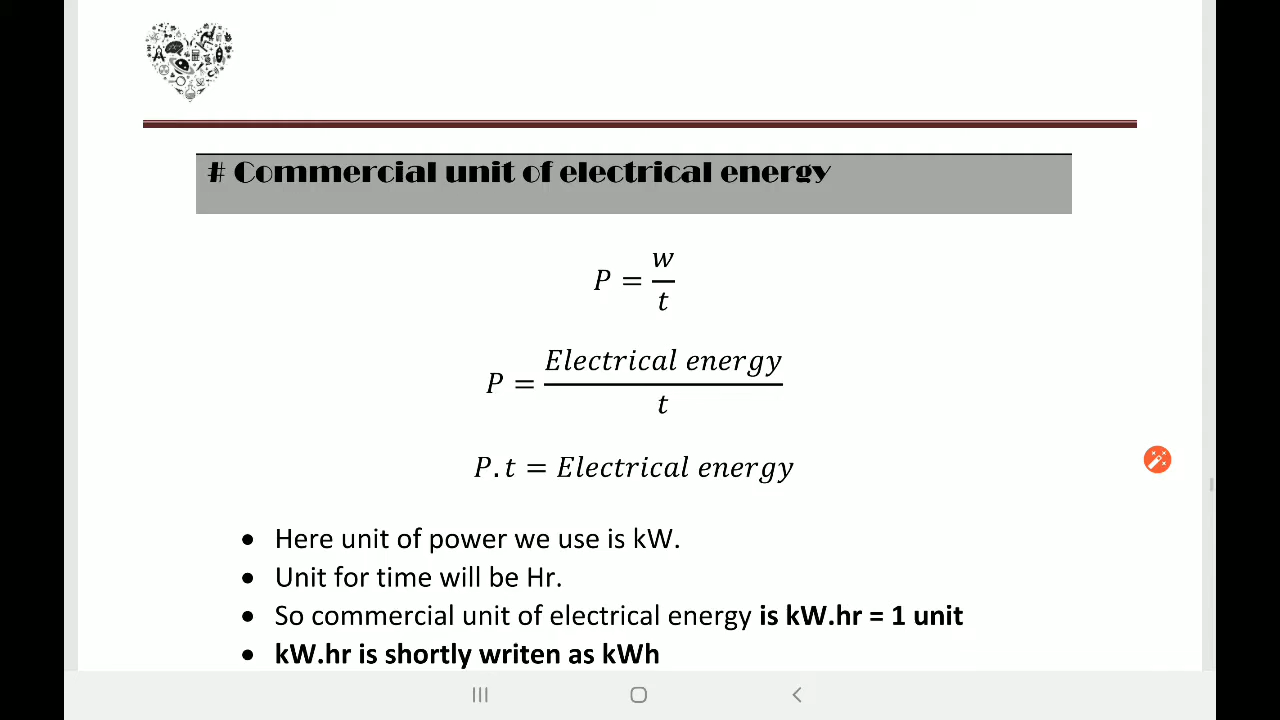 # Commercial unit of electrical energy
P = w/t
P = Electrical energy/t
P.t = Electrical energy
• Here unit of power we use is kW.
• Unit for time will be Hr.
• So commercial unit of electrical energy is kW.hr = 1 unit
• kW.hr is shortly writen as kWh